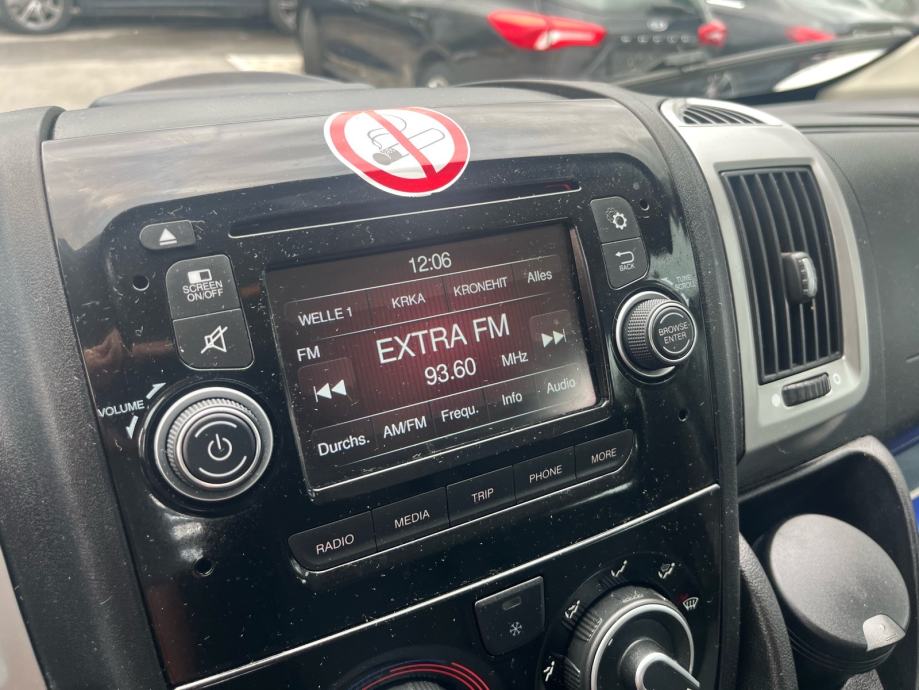 SCREEN
ON/OFF
VOLUME
12:06
WELLE 1 KRKA KRONEHIT Alles
FM EXTRA FM
93.60 MHz
Durchs. AM/FM Frequ. Info Audio
BACK
TUNE
SCROLL
BROWSE
ENTER
RADIO MEDIA TRIP PHONE MORE